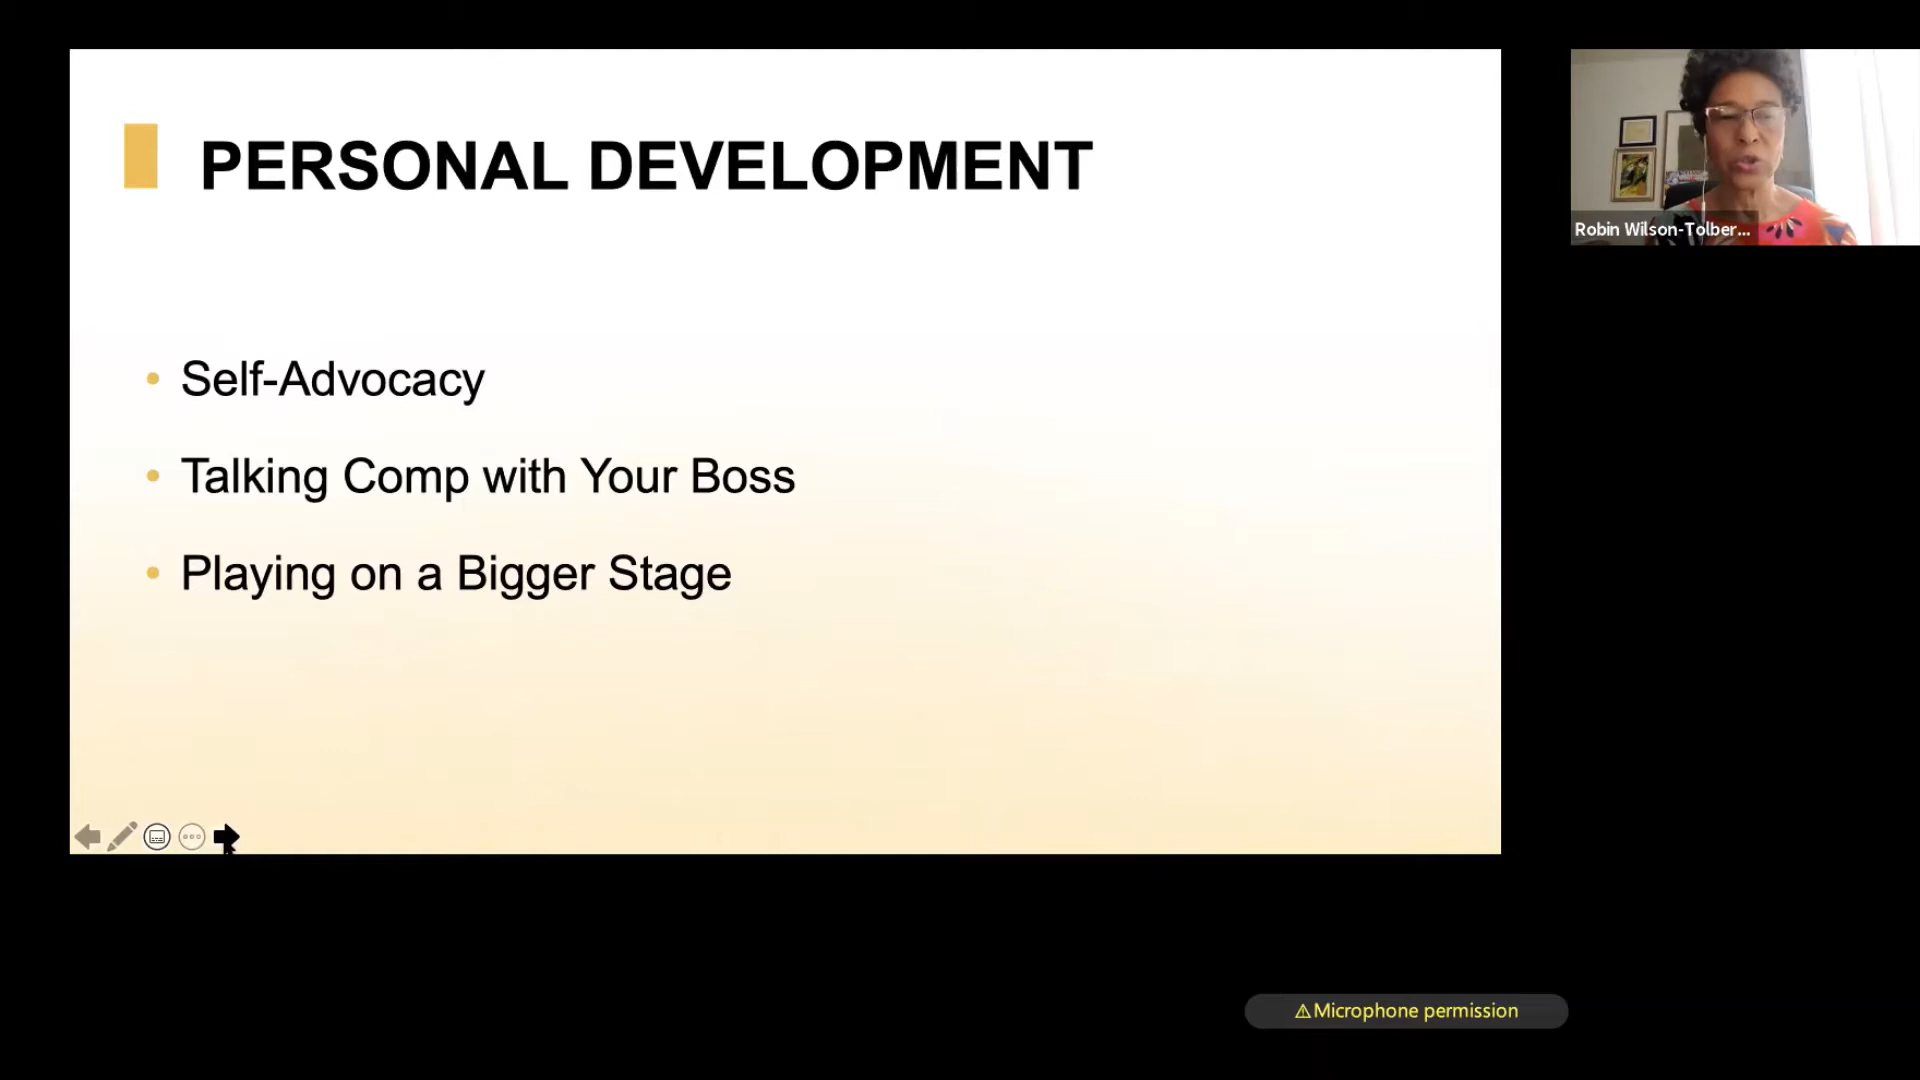 PERSONAL DEVELOPMENT
• Self-Advocacy
• Talking Comp with Your Boss
• Playing on a Bigger Stage
Robin Wilson-Tolber...
⚠Microphone permission